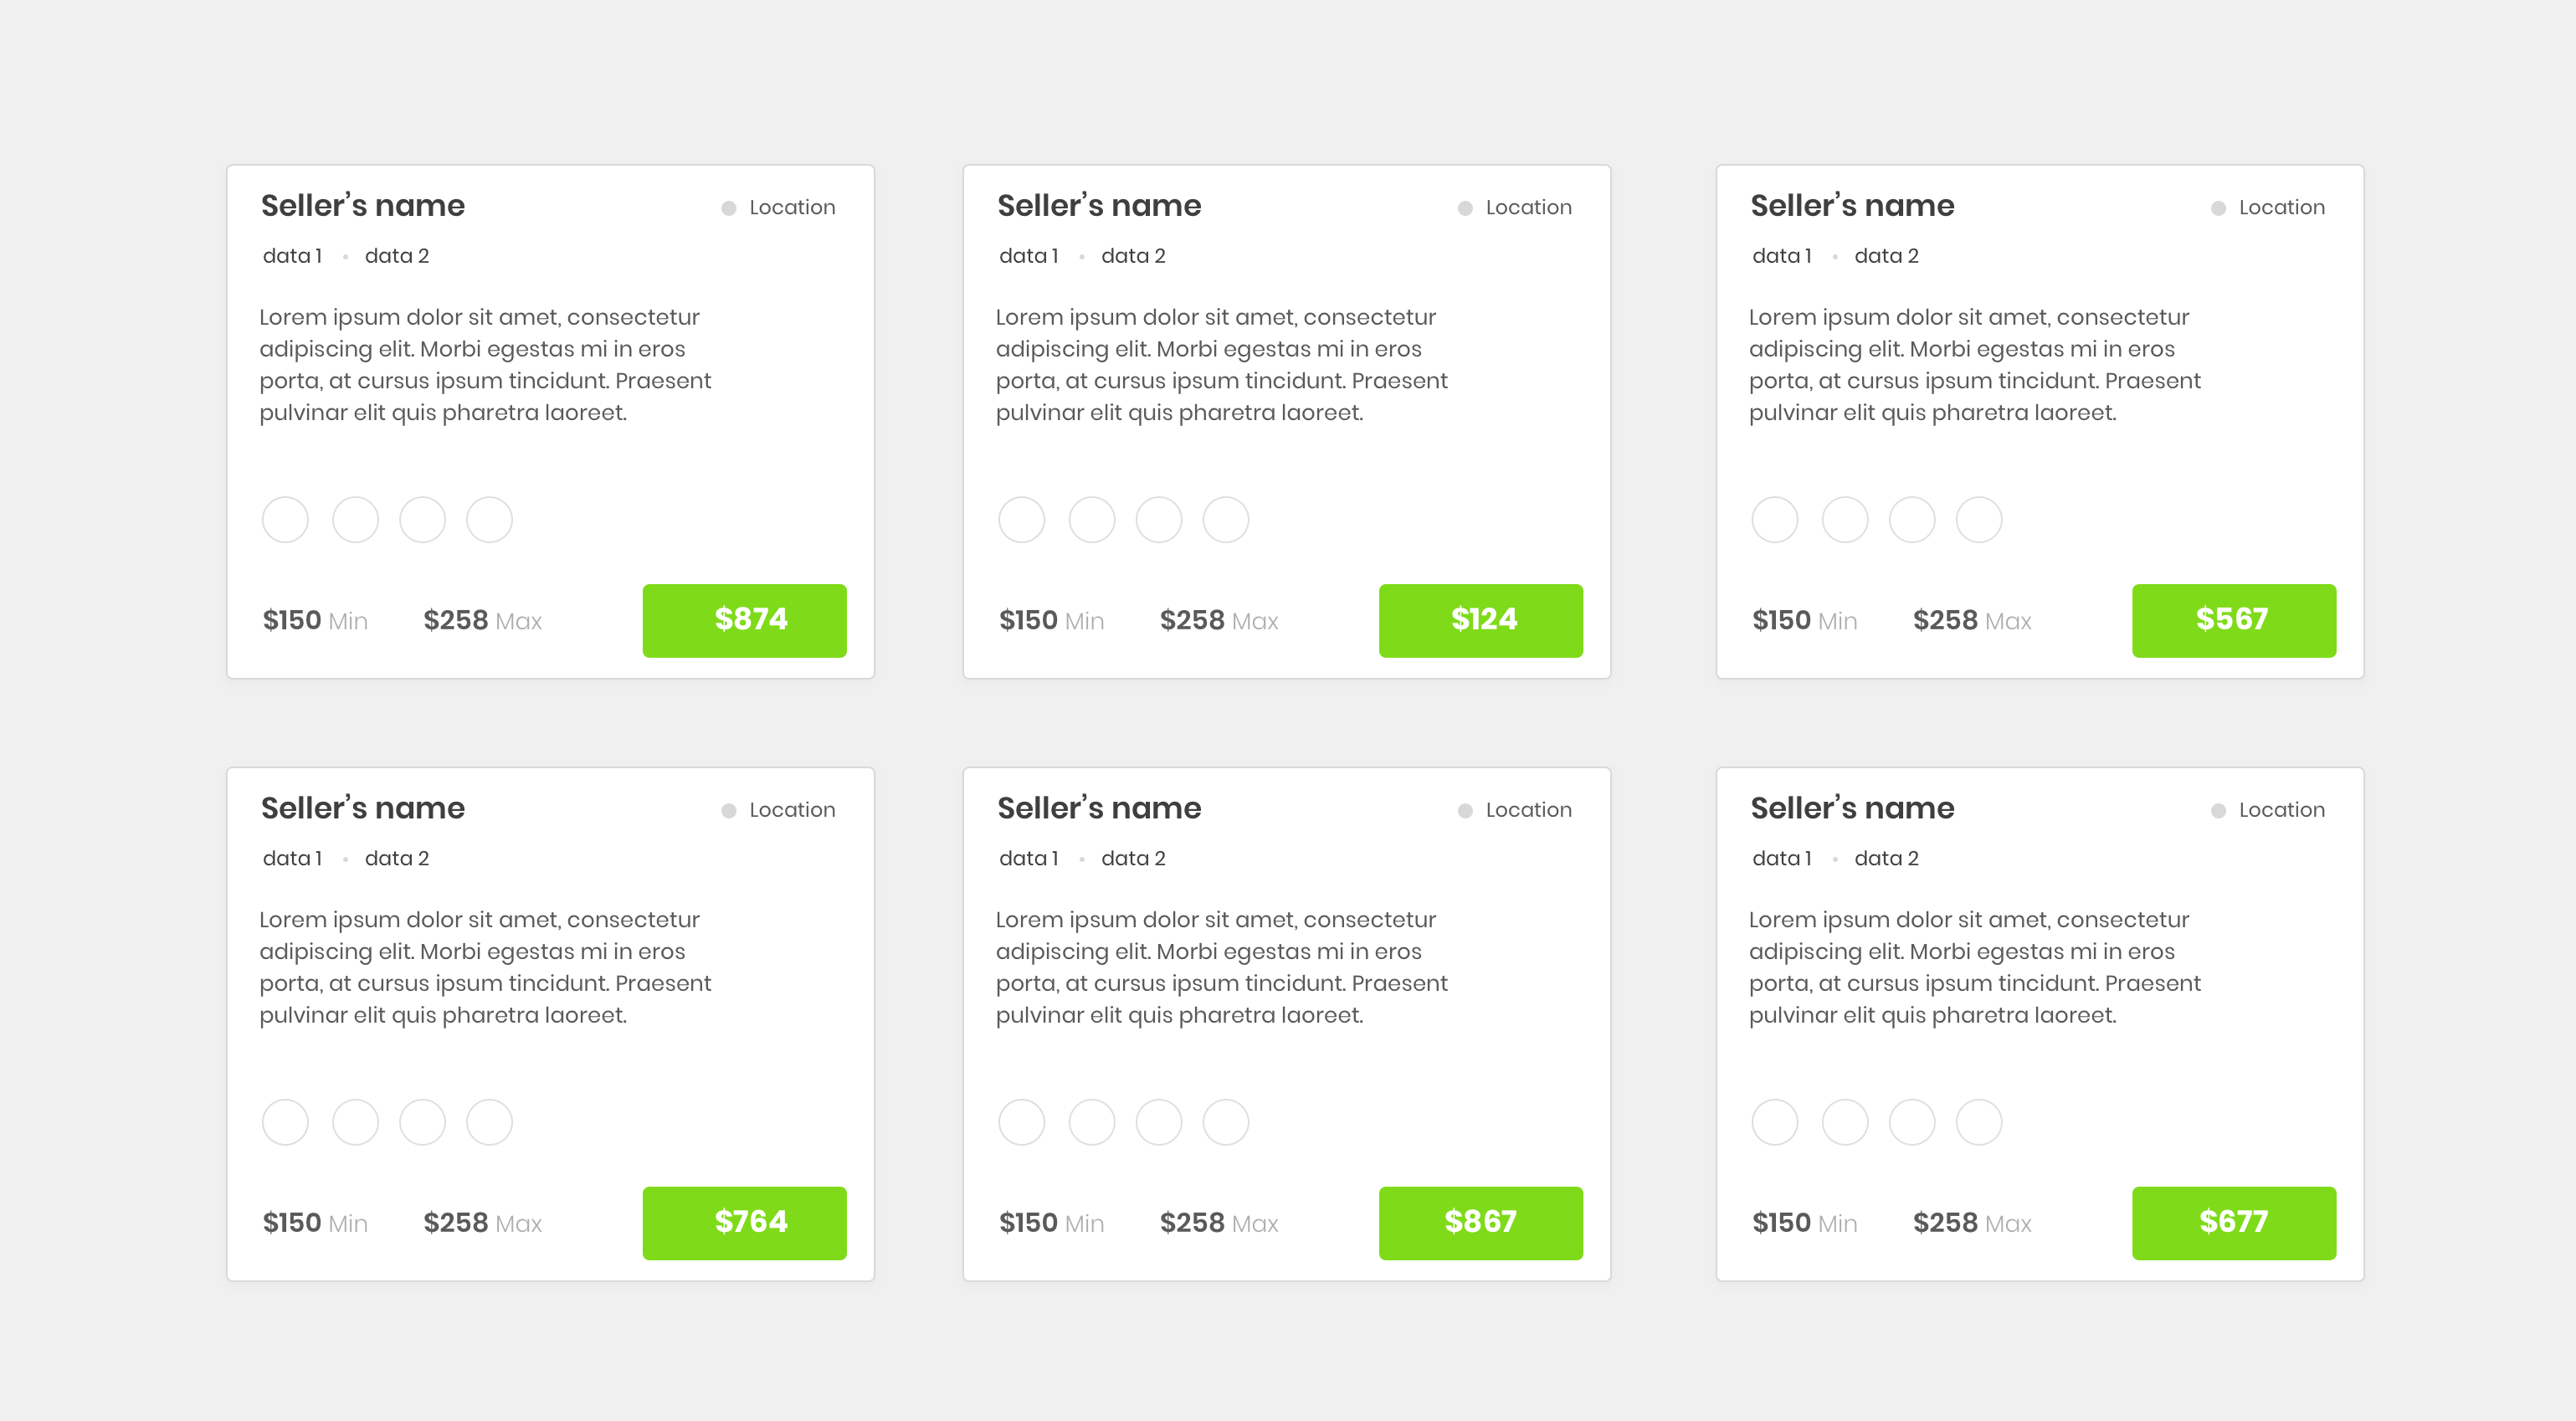 Seller’s name
Location
data 1 • data 2
Lorem ipsum dolor sit amet, consectetur
adipiscing elit. Morbi egestas mi in eros
porta, at cursus ipsum tincidunt. Praesent
pulvinar elit quis pharetra laoreet.
$150 Min $258 Max $874
Seller’s name
Location
data 1 • data 2
Lorem ipsum dolor sit amet, consectetur
adipiscing elit. Morbi egestas mi in eros
porta, at cursus ipsum tincidunt. Praesent
pulvinar elit quis pharetra laoreet.
$150 Min $258 Max $124
Seller’s name
Location
data 1 • data 2
Lorem ipsum dolor sit amet, consectetur
adipiscing elit. Morbi egestas mi in eros
porta, at cursus ipsum tincidunt. Praesent
pulvinar elit quis pharetra laoreet.
$150 Min $258 Max $567
Seller’s name
Location
data 1 • data 2
Lorem ipsum dolor sit amet, consectetur
adipiscing elit. Morbi egestas mi in eros
porta, at cursus ipsum tincidunt. Praesent
pulvinar elit quis pharetra laoreet.
$150 Min $258 Max $764
Seller’s name
Location
data 1 • data 2
Lorem ipsum dolor sit amet, consectetur
adipiscing elit. Morbi egestas mi in eros
porta, at cursus ipsum tincidunt. Praesent
pulvinar elit quis pharetra laoreet.
$150 Min $258 Max $867
Seller’s name
Location
data 1 • data 2
Lorem ipsum dolor sit amet, consectetur
adipiscing elit. Morbi egestas mi in eros
porta, at cursus ipsum tincidunt. Praesent
pulvinar elit quis pharetra laoreet.
$150 Min $258 Max $677